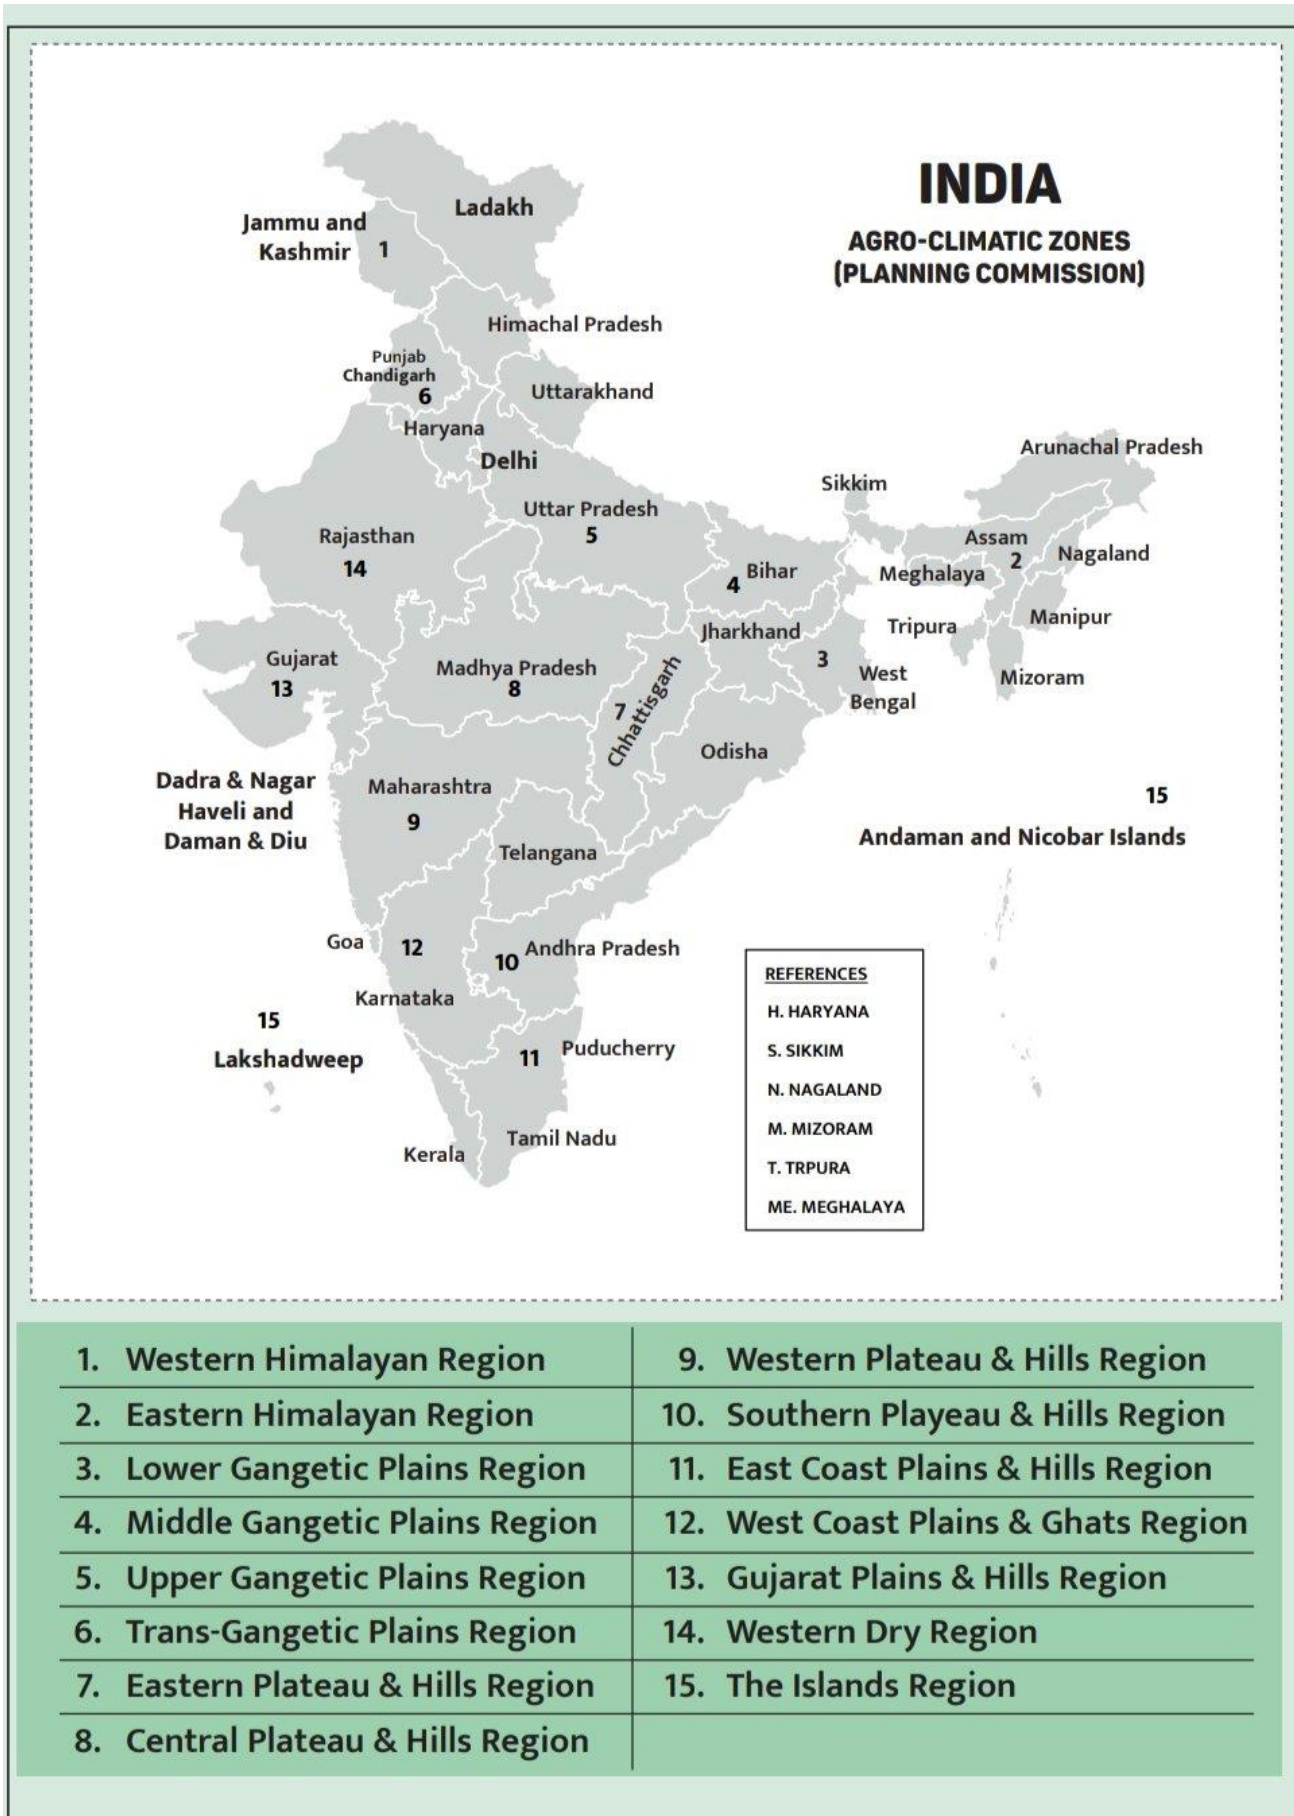 INDIA
AGRO-CLIMATIC ZONES
(PLANNING COMMISSION)
Ladakh
Jammu and
Kashmir
1
Himachal Pradesh
Punjab
Chandigarh
6
Uttarakhand
Haryana
Delhi
Arunachal Pradesh
Sikkim
Uttar Pradesh
5
Rajasthan
14
Assam
2
Nagaland
Bihar
4
Meghalaya
Manipur
Tripura
Jharkhand
Gujarat
13
Madhya Pradesh
8
3
West
Bengal
Mizoram
7
Chhattisgarh
Odisha
Dadra & Nagar
Haveli and
Daman & Diu
Maharashtra
9
15
Andaman and Nicobar Islands
Telangana
Goa
12
10
Andhra Pradesh
Karnataka
15
Lakshadweep
11
Puducherry
Tamil Nadu
Kerala
REFERENCES
H. HARYANA
S. SIKKIM
N. NAGALAND
M. MIZORAM
T. TRPURA
ME. MEGHALAYA
1. Western Himalayan Region
2. Eastern Himalayan Region
3. Lower Gangetic Plains Region
4. Middle Gangetic Plains Region
5. Upper Gangetic Plains Region
6. Trans-Gangetic Plains Region
7. Eastern Plateau & Hills Region
8. Central Plateau & Hills Region
9. Western Plateau & Hills Region
10. Southern Playeau & Hills Region
11. East Coast Plains & Hills Region
12. West Coast Plains & Ghats Region
13. Gujarat Plains & Hills Region
14. Western Dry Region
15. The Islands Region